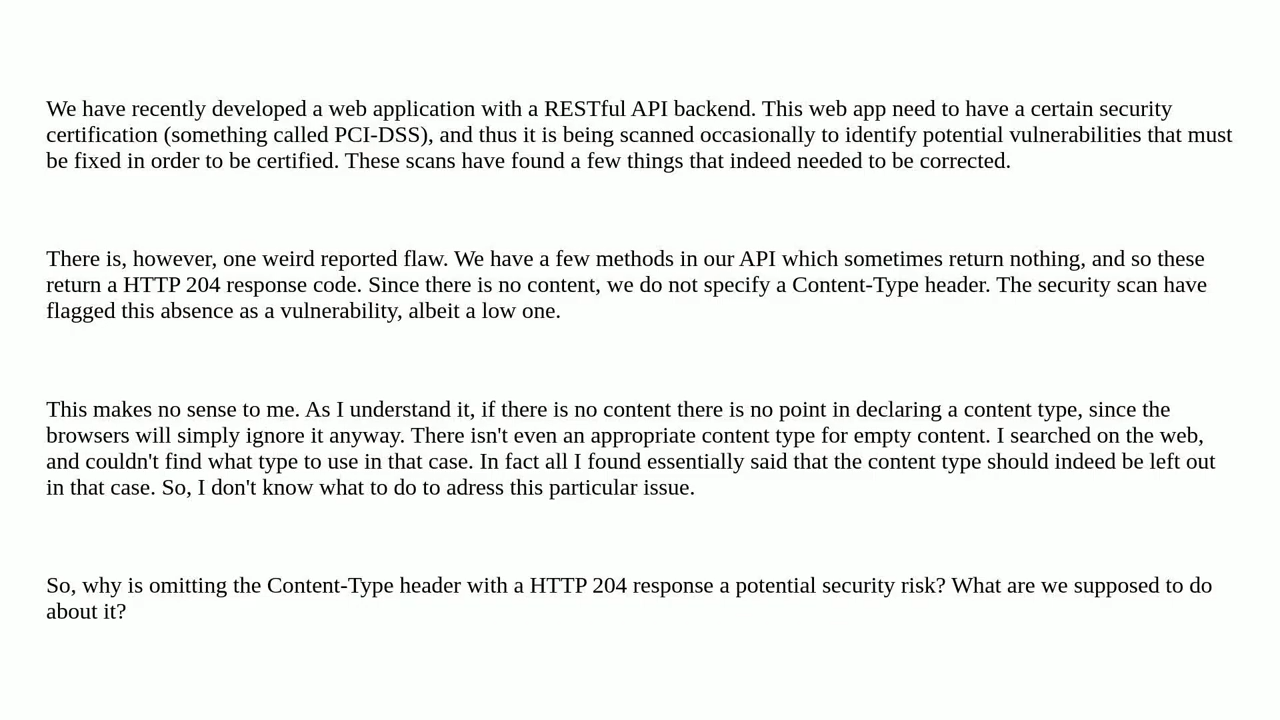 We have recently developed a web application with a RESTful API backend. This web app need to have a certain security
certification (something called PCI-DSS), and thus it is being scanned occasionally to identify potential vulnerabilities that must
be fixed in order to be certified. These scans have found a few things that indeed needed to be corrected.
There is, however, one weird reported flaw. We have a few methods in our API which sometimes return nothing, and so these
return a HTTP 204 response code. Since there is no content, we do not specify a Content-Type header. The security scan have
flagged this absence as a vulnerability, albeit a low one.
This makes no sense to me. As I understand it, if there is no content there is no point in declaring a content type, since the
browsers will simply ignore it anyway. There isn't even an appropriate content type for empty content. I searched on the web,
and couldn't find what type to use in that case. In fact all I found essentially said that the content type should indeed be left out
in that case. So, I don't know what to do to adress this particular issue.
So, why is omitting the Content-Type header with a HTTP 204 response a potential security risk? What are we supposed to do
about it?